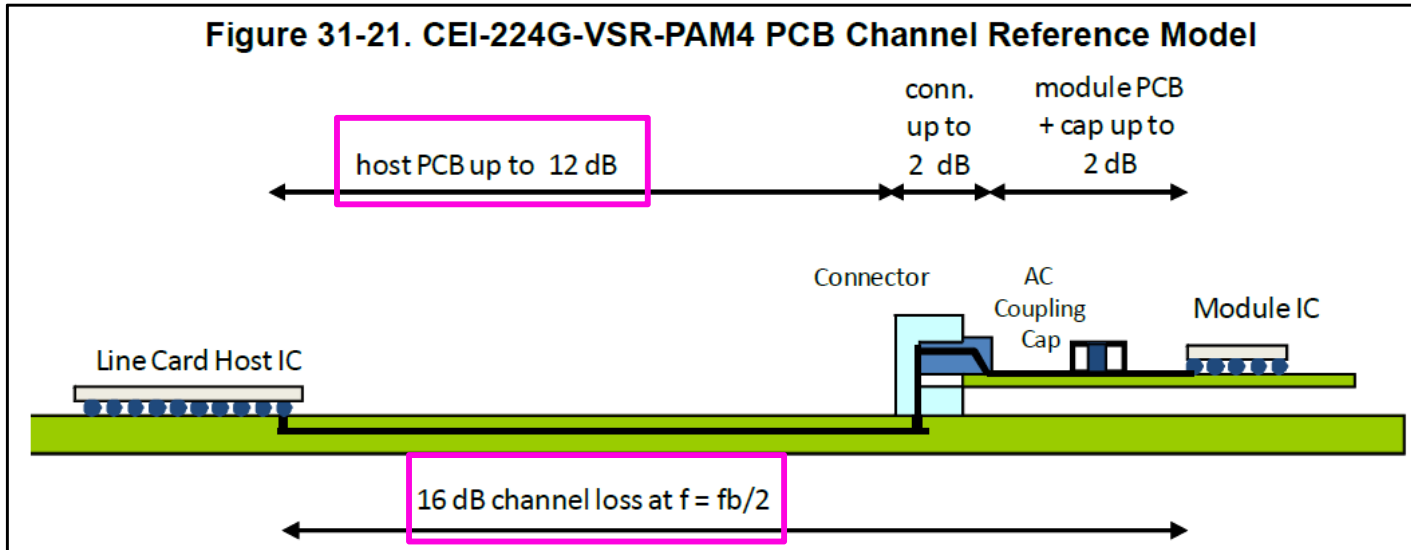 Figure 31-21. CEI-224G-VSR-PAM4 PCB Channel Reference Model
host PCB up to 12 dB
conn.
up to
2 dB
module PCB
+ cap up to
2 dB
Connector
AC
Coupling
Cap
Module IC
Line Card Host IC
16 dB channel loss at f = fb/2